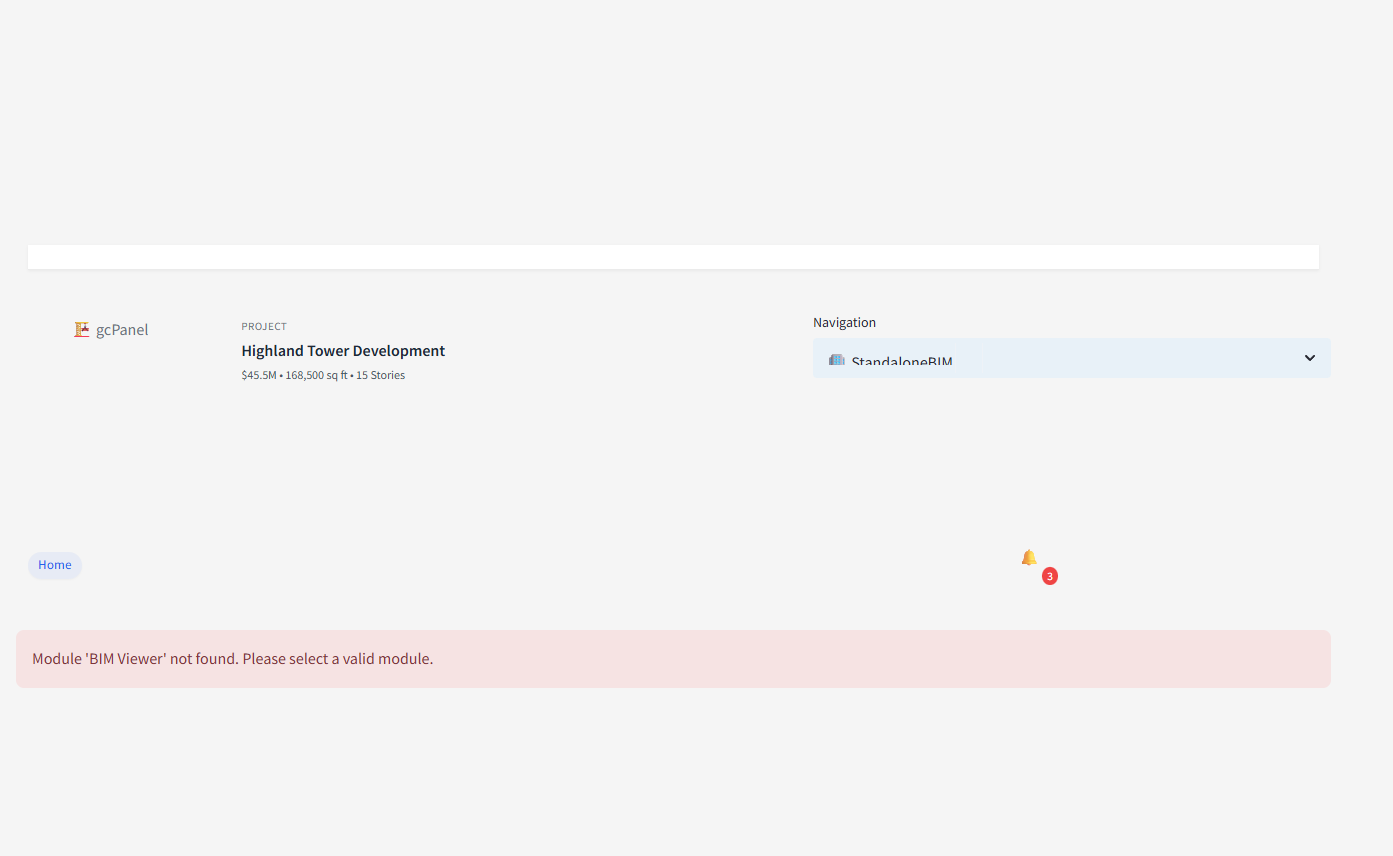 gcPanel
PROJECT
Highland Tower Development
$45.5M • 168,500 sq ft • 15 Stories
Navigation
StandaloneBIM
Home
3
Module 'BIM Viewer' not found. Please select a valid module.